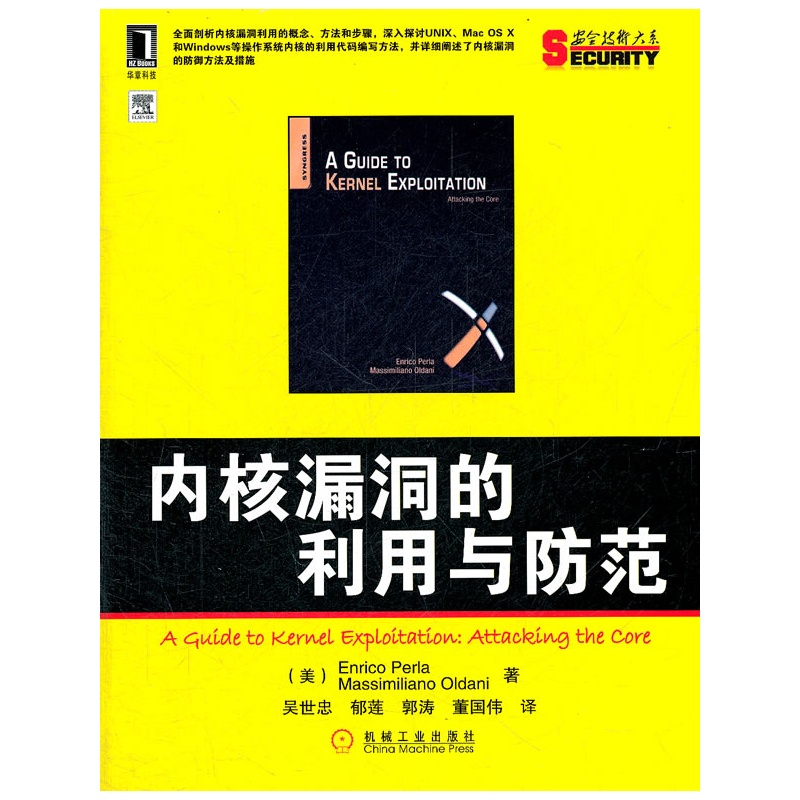 HZ BOOKS
华章科技
ELSEVIER
全面剖析内核漏洞利用的概念、方法和步骤，深入探讨UNIX、Mac OS X
和Windows等操作系统内核的利用代码编写方法，并详细阐述了内核漏洞
的防御方法及措施
安全技术大系
SECURITY
SYNGRESS
A GUIDE TO
KERNEL EXPLOITATION
Attacking the Core
Enrico Perla
Massimiliano Oldani
内核漏洞的
利用与防范
A Guide to Kernel Exploitation: Attacking the Core
（美） Enrico Perla
Massimiliano Oldani 著
吴世忠 郁莲 郭涛 董国伟 译
机械工业出版社
China Machine Press